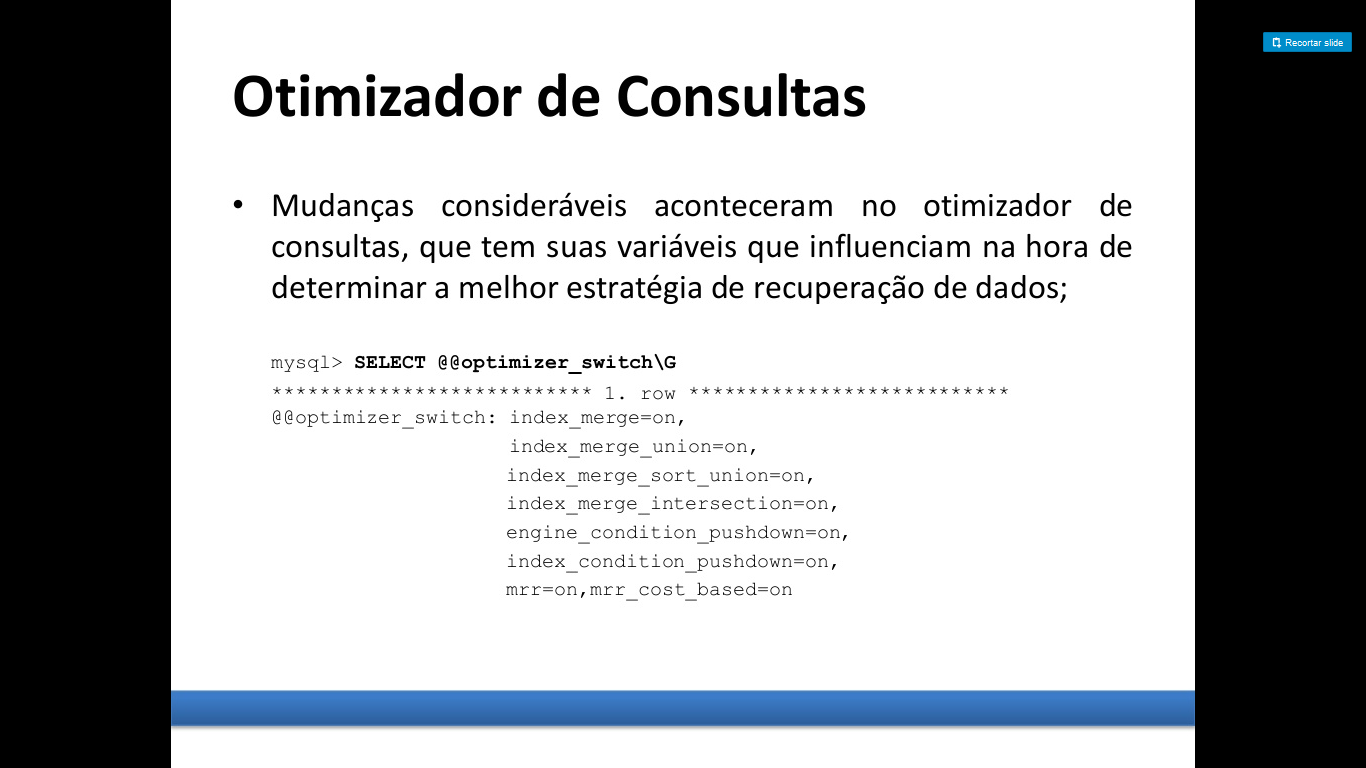 Recortar slide
Otimizador de Consultas
• Mudanças consideráveis aconteceram no otimizador de
consultas, que tem suas variáveis que influenciam na hora de
determinar a melhor estratégia de recuperação de dados;
mysql> SELECT @@optimizer_switch\G
*************************** 1. row ***************************
@@optimizer_switch: index_merge=on,
index_merge_union=on,
index_merge_sort_union=on,
index_merge_intersection=on,
engine_condition_pushdown=on,
index_condition_pushdown=on,
mrr=on,mrr_cost_based=on